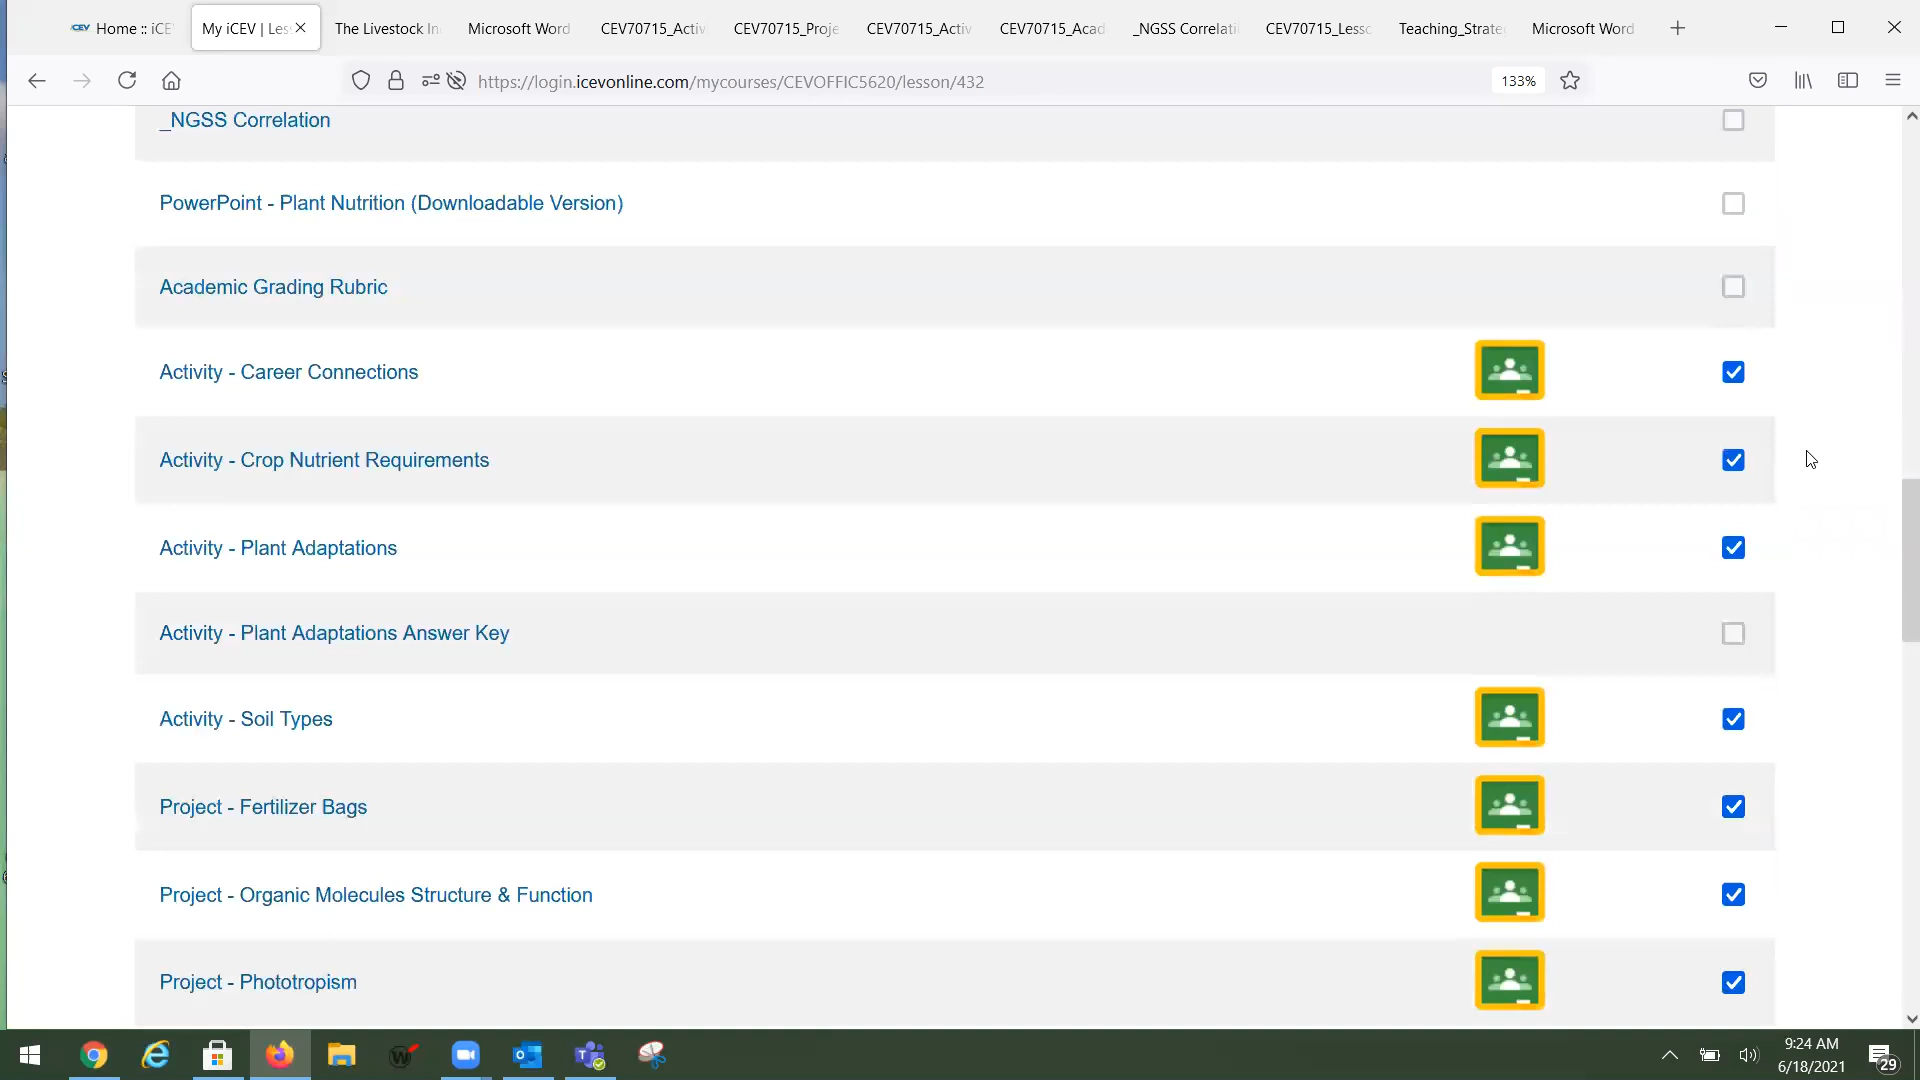 CEV Home :: iCE
My iCEV | Les
The Livestock In
Microsoft Word
CEV70715_Activ
CEV70715_Proje
CEV70715_Activ
CEV70715_Acad
_NGSS Correlati
CEV70715_Lesso
Teaching_Strate
Microsoft Word
https://login.icevonline.com/mycourses/CEVOFFIC5620/lesson/432
133%
_NGSS Correlation
PowerPoint - Plant Nutrition (Downloadable Version)
Academic Grading Rubric
Activity - Career Connections
Activity - Crop Nutrient Requirements
Activity - Plant Adaptations
Activity - Plant Adaptations Answer Key
Activity - Soil Types
Project - Fertilizer Bags
Project - Organic Molecules Structure & Function
Project - Phototropism
9:24 AM
6/18/2021
29